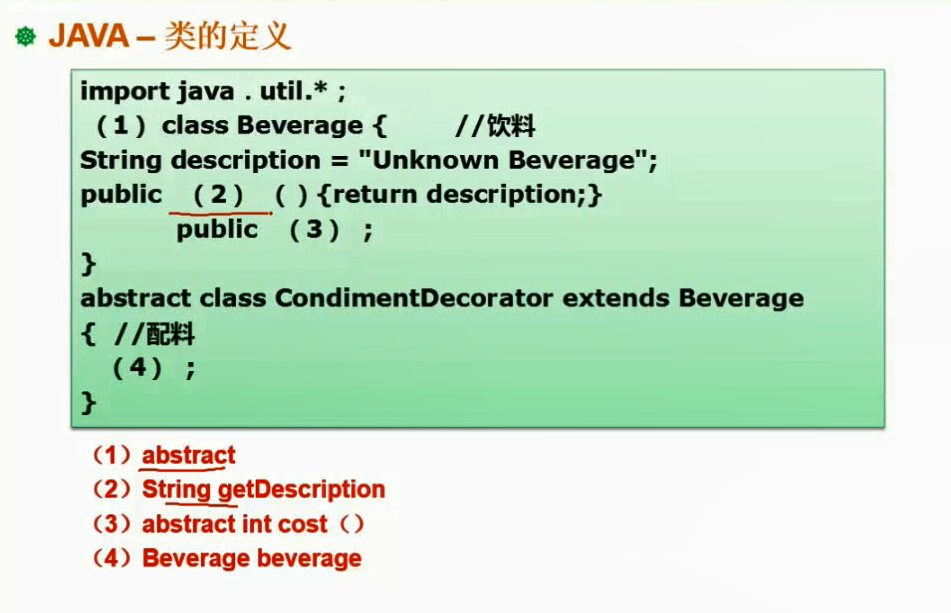 JAVA – 类的定义
import java . util.* ;
（1）class Beverage {        //饮料
String description = "Unknown Beverage";
public （2） （ ）{return description;}
public （3） ;
}
abstract class CondimentDecorator extends Beverage
{ //配料
（4） ;
}
（1）abstract
（2）String getDescription
（3）abstract int cost（）
（4）Beverage beverage